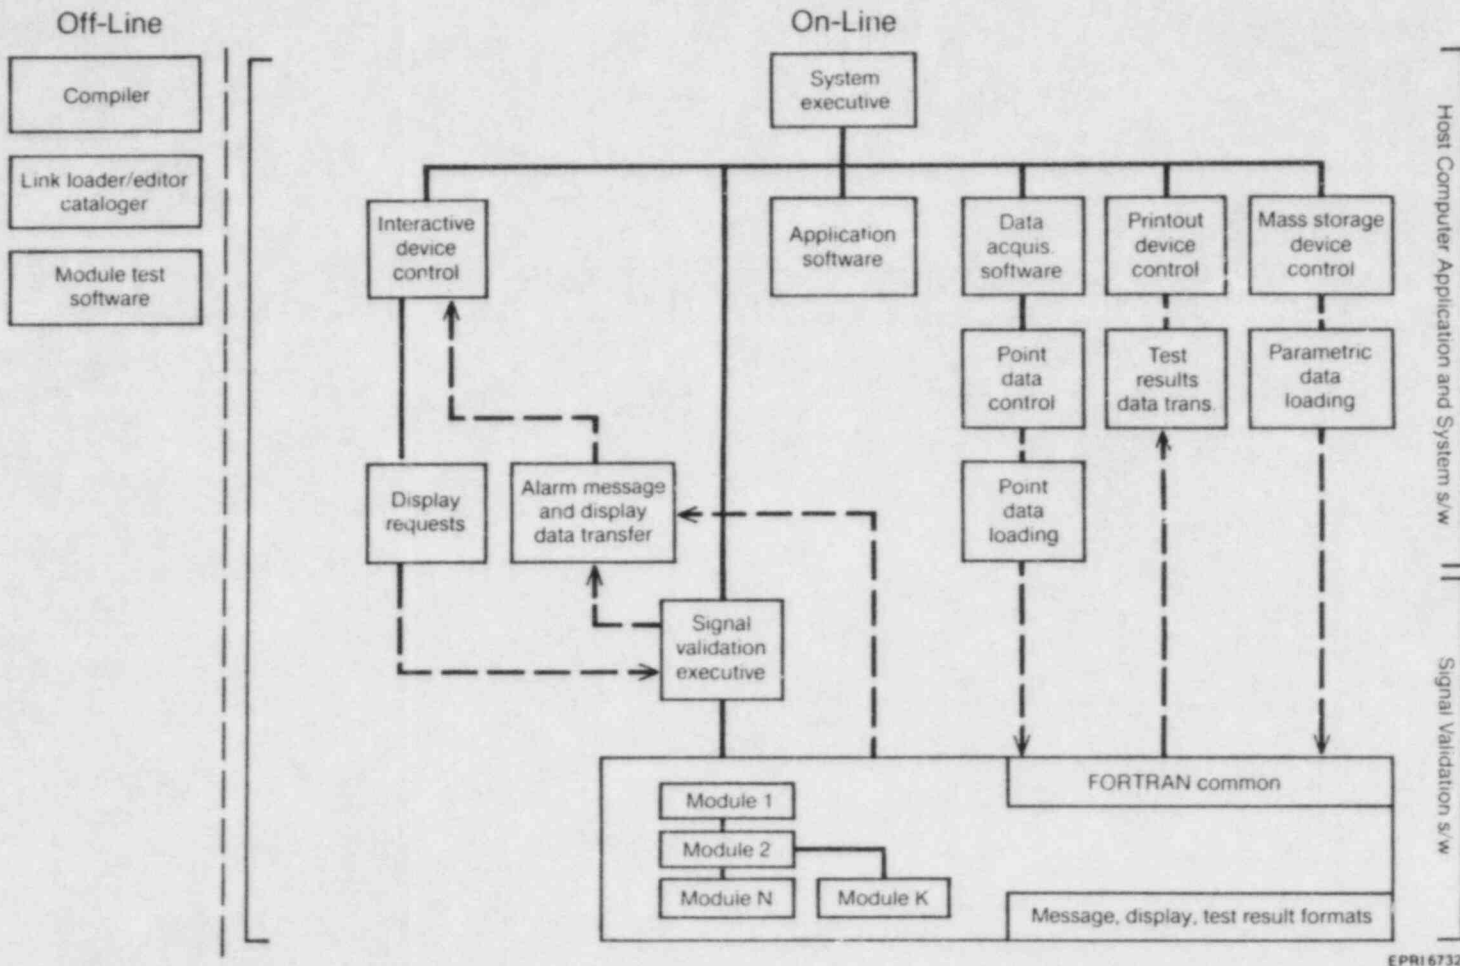 Off-Line
On-Line
Compiler
Link loader/editor
cataloger
Module test
software
System
executive
Interactive
device
control
Application
software
Data
acquis.
software
Printout
device
control
Mass storage
device
control
Point
data
control
Test
results
data trans.
Parametric
data
loading
Display
requests
Alarm message
and display
data transfer
Point
data
loading
Signal
validation
executive
FORTRAN common
Module 1
Module 2
Module N
Module K
Message, display, test result formats
Host Computer Application and System s/w
Signal Validation s/w
EPRI6732